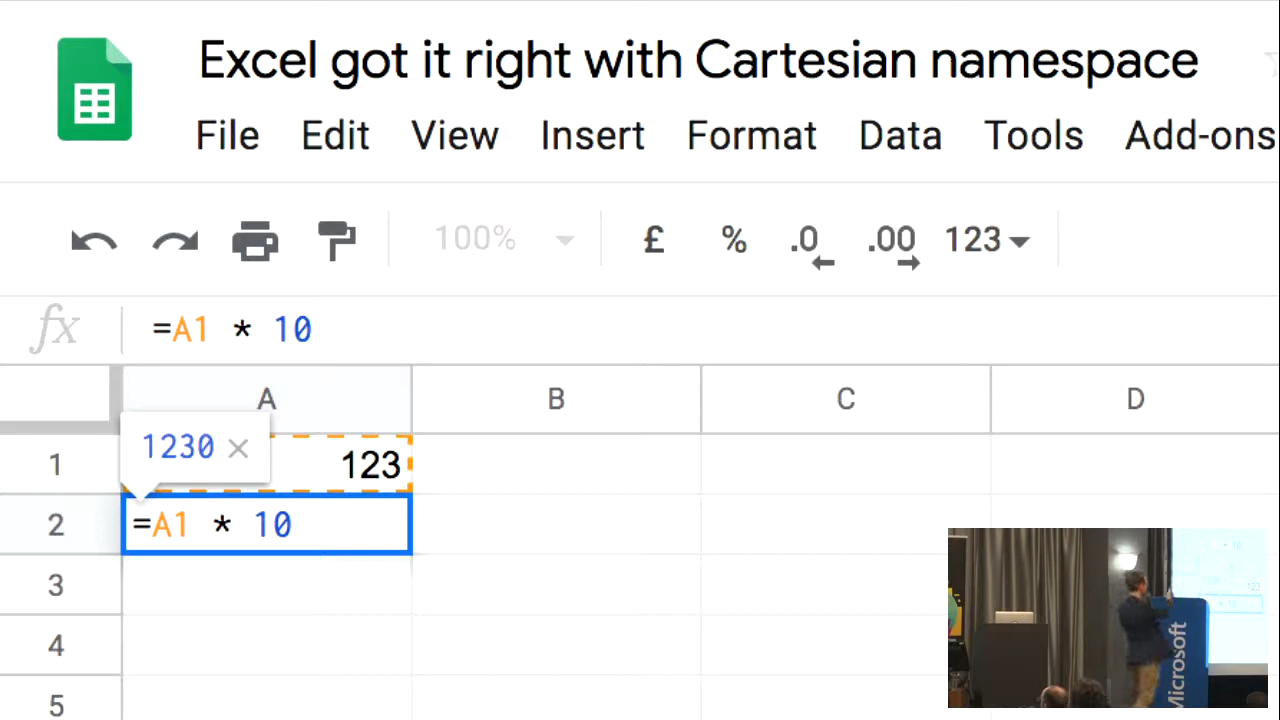 Excel got it right with Cartesian namespace
File Edit View Insert Format Data Tools Add-ons
100% £ % .0 .00 123
fx =A1 * 10
A B C D
1230 ×
1 123
2 =A1 * 10
3
4
5
Microsoft